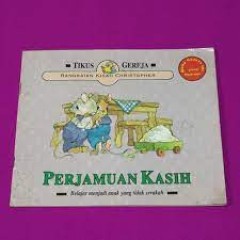 TIKUS GEREJA
RANGKAIAN KISAH CHRISTOPHER
PERJAMUAN KASIH
Belajar menjadi anak yang tidak serakah